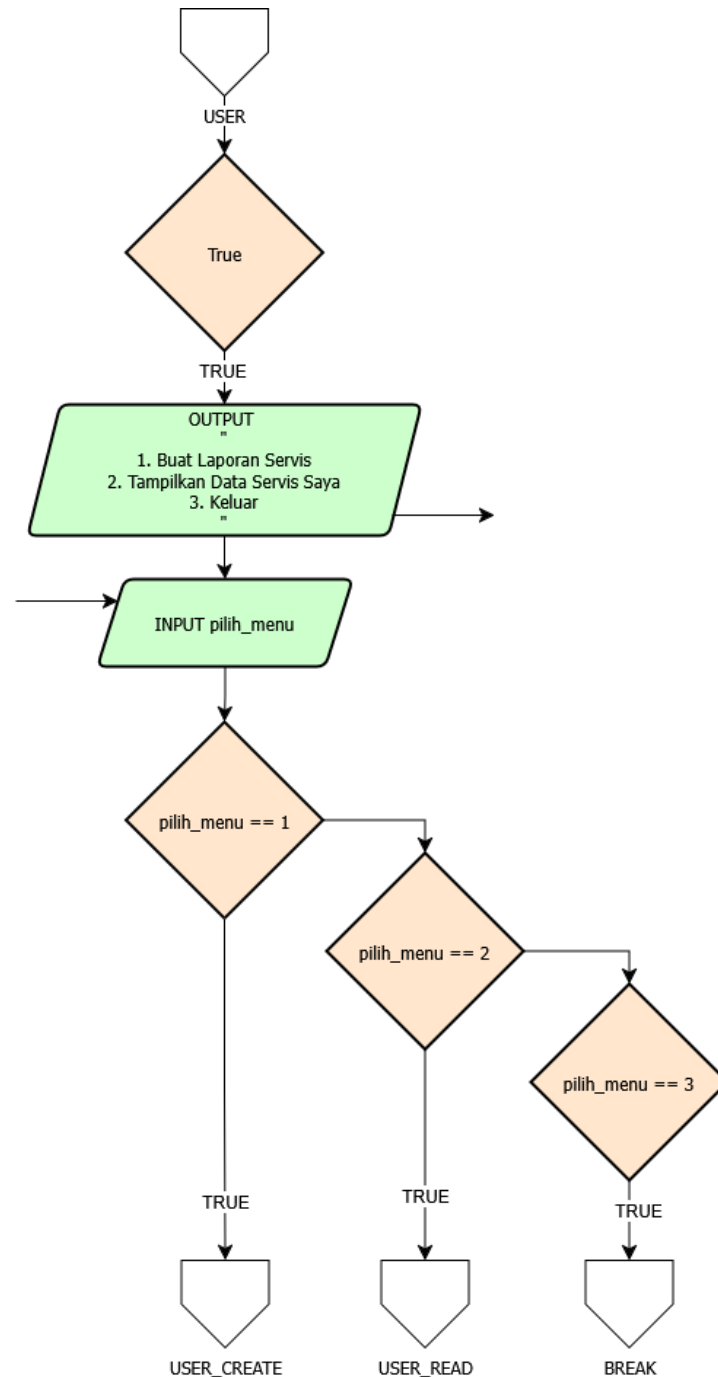 USER
True
TRUE
OUTPUT
"
1. Buat Laporan Servis
2. Tampilkan Data Servis Saya
3. Keluar
"
INPUT pilih_menu
pilih_menu == 1
pilih_menu == 2
pilih_menu == 3
TRUE
TRUE
TRUE
USER_CREATE
USER_READ
BREAK